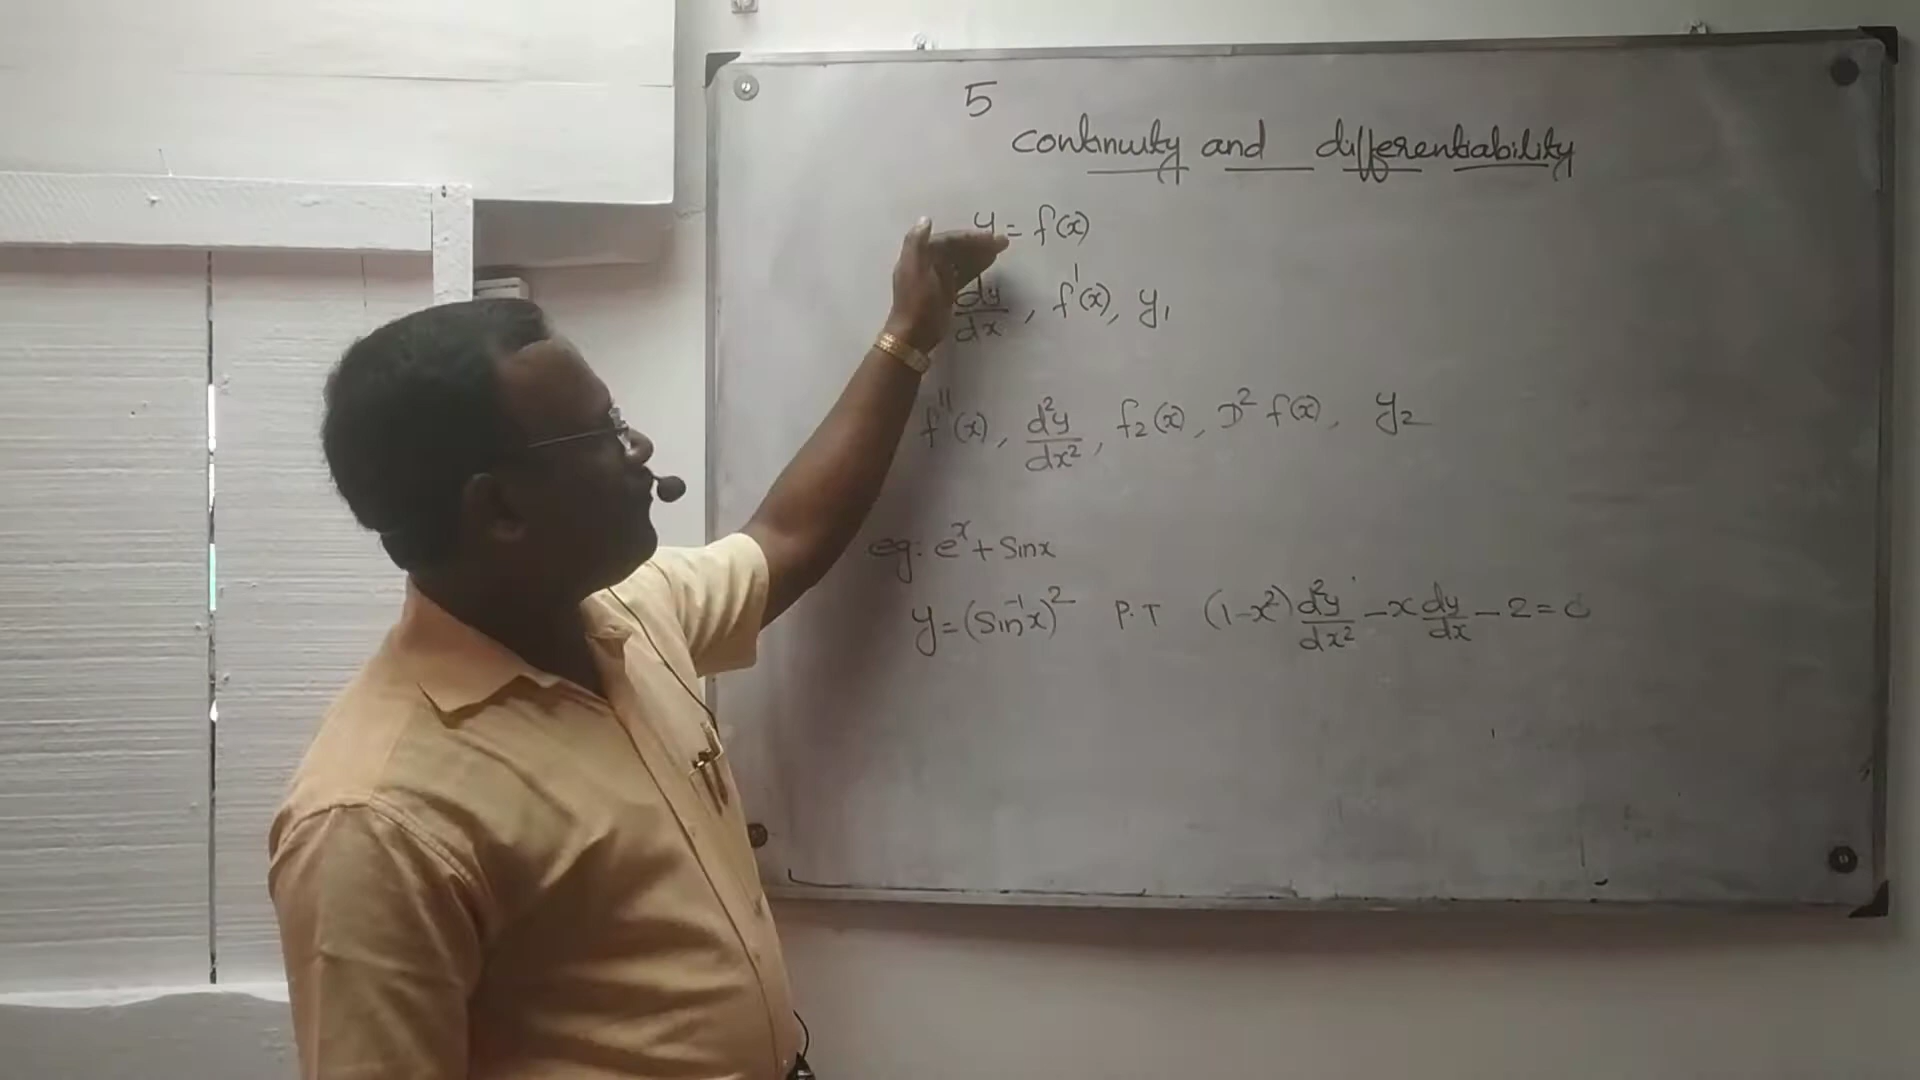 5
continuity and differentiability
y = f(x)
dy/dx, f'(x), y₁
f''(x), d²y/dx², f₂(x), D² f(x), y₂
eg: eˣ + Sinx
y = (Sin⁻¹x)² P.T (1-x²) d²y/dx² - x dy/dx - 2 = 0